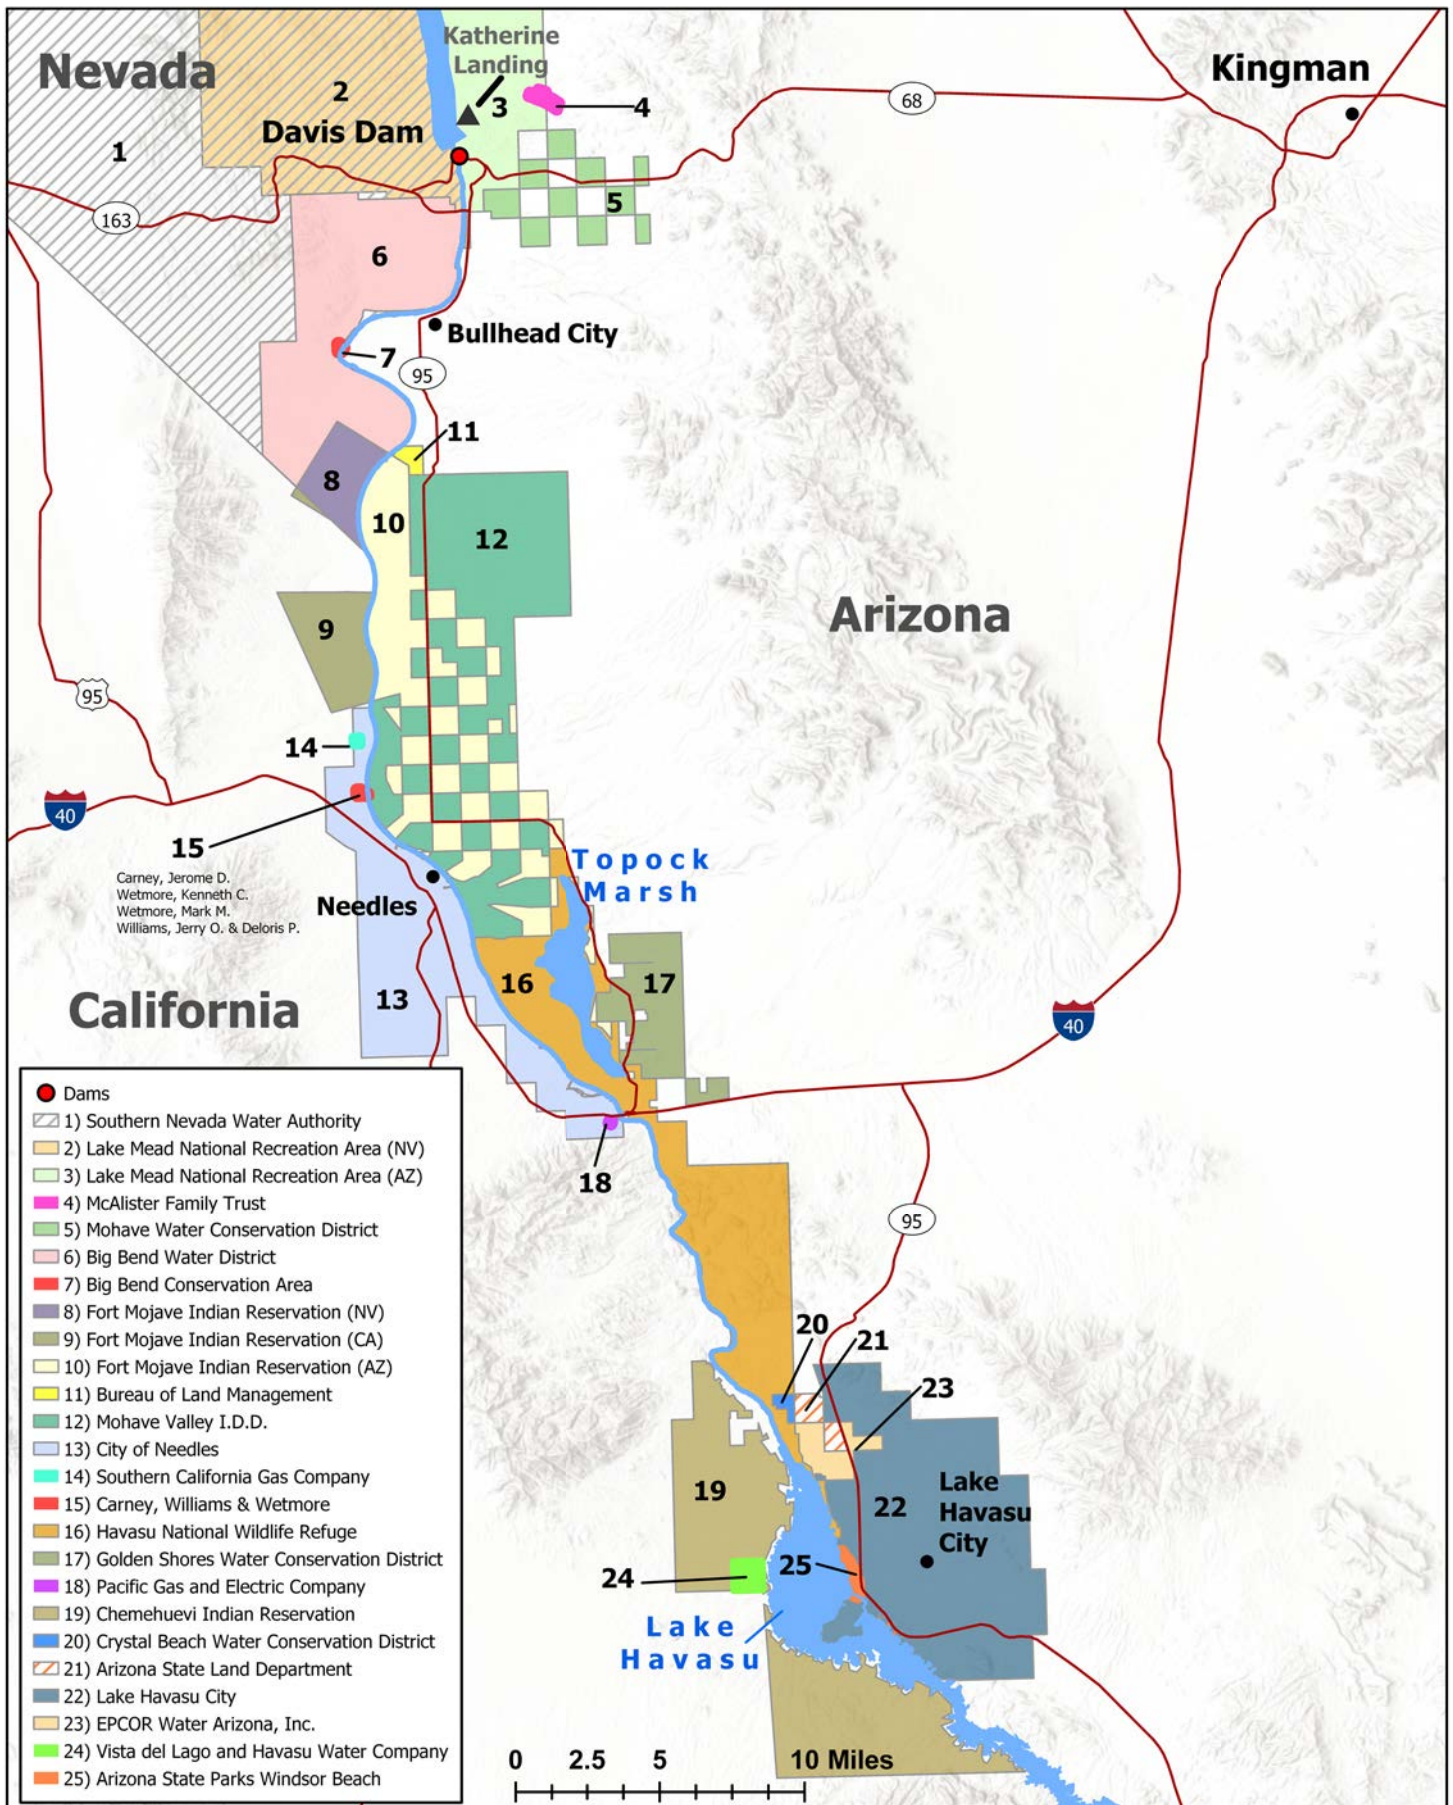 Nevada
Katherine
Landing
Kingman
2
3
4
68
Davis Dam
1
5
163
6
Bullhead City
7
95
11
8
10
12
Arizona
9
95
14
40
15
Carney, Jerome D.
Wetmore, Kenneth C.
Wetmore, Mark M.
Williams, Jerry O. & Deloris P.
Topock
Marsh
Needles
16
17
13
California
40
18
95
20
21
23
19
22
Lake
Havasu
City
24
25
Lake
Havasu
Dams
1) Southern Nevada Water Authority
2) Lake Mead National Recreation Area (NV)
3) Lake Mead National Recreation Area (AZ)
4) McAlister Family Trust
5) Mohave Water Conservation District
6) Big Bend Water District
7) Big Bend Conservation Area
8) Fort Mojave Indian Reservation (NV)
9) Fort Mojave Indian Reservation (CA)
10) Fort Mojave Indian Reservation (AZ)
11) Bureau of Land Management
12) Mohave Valley I.D.D.
13) City of Needles
14) Southern California Gas Company
15) Carney, Williams & Wetmore
16) Havasu National Wildlife Refuge
17) Golden Shores Water Conservation District
18) Pacific Gas and Electric Company
19) Chemehuevi Indian Reservation
20) Crystal Beach Water Conservation District
21) Arizona State Land Department
22) Lake Havasu City
23) EPCOR Water Arizona, Inc.
24) Vista del Lago and Havasu Water Company
25) Arizona State Parks Windsor Beach
0 2.5 5 10 Miles